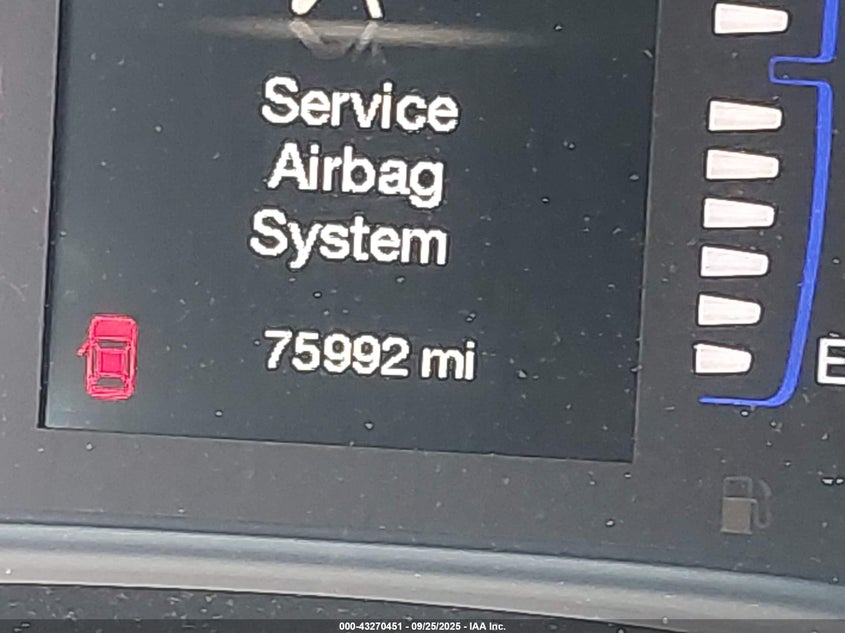 Service
Airbag
System
75992 mi
E
000-43270451 - 09/25/2025 - IAA Inc.